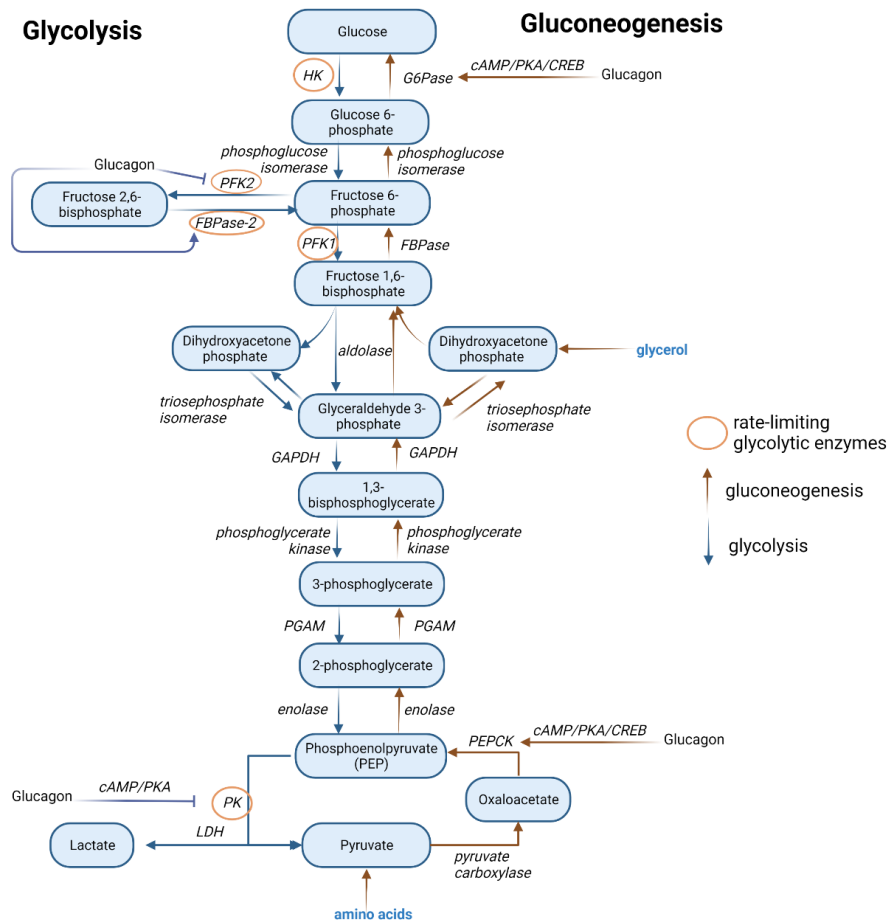 Glycolysis
Gluconeogenesis
Glucose
HK
G6Pase
cAMP/PKA/CREB
Glucagon
Glucose 6-
phosphate
phosphoglucose
isomerase
phosphoglucose
isomerase
Glucagon
PFK2
Fructose 2,6-
bisphosphate
Fructose 6-
phosphate
FBPase-2
PFK1
FBPase
Fructose 1,6-
bisphosphate
Dihydroxyacetone
phosphate
aldolase
Dihydroxyacetone
phosphate
glycerol
triosephosphate
isomerase
Glyceraldehyde 3-
phosphate
triosephosphate
isomerase
rate-limiting
glycolytic enzymes
GAPDH
GAPDH
1,3-
bisphosphoglycerate
gluconeogenesis
phosphoglycerate
kinase
phosphoglycerate
kinase
glycolysis
3-phosphoglycerate
PGAM
PGAM
2-phosphoglycerate
enolase
enolase
Phosphoenolpyruvate
(PEP)
PEPCK
cAMP/PKA/CREB
Glucagon
Glucagon
cAMP/PKA
PK
Oxaloacetate
Lactate
LDH
Pyruvate
pyruvate
carboxylase
amino acids